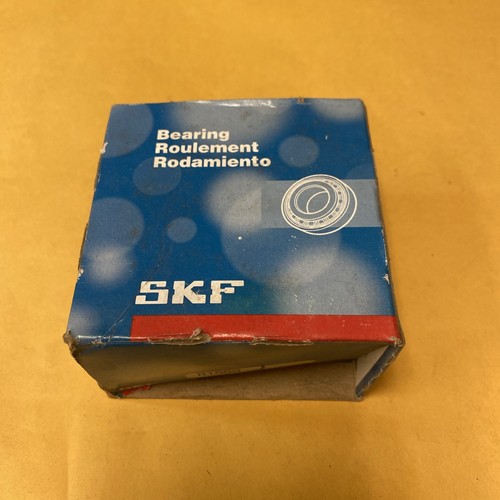 Bearing
Roulement
Rodamiento
SKF